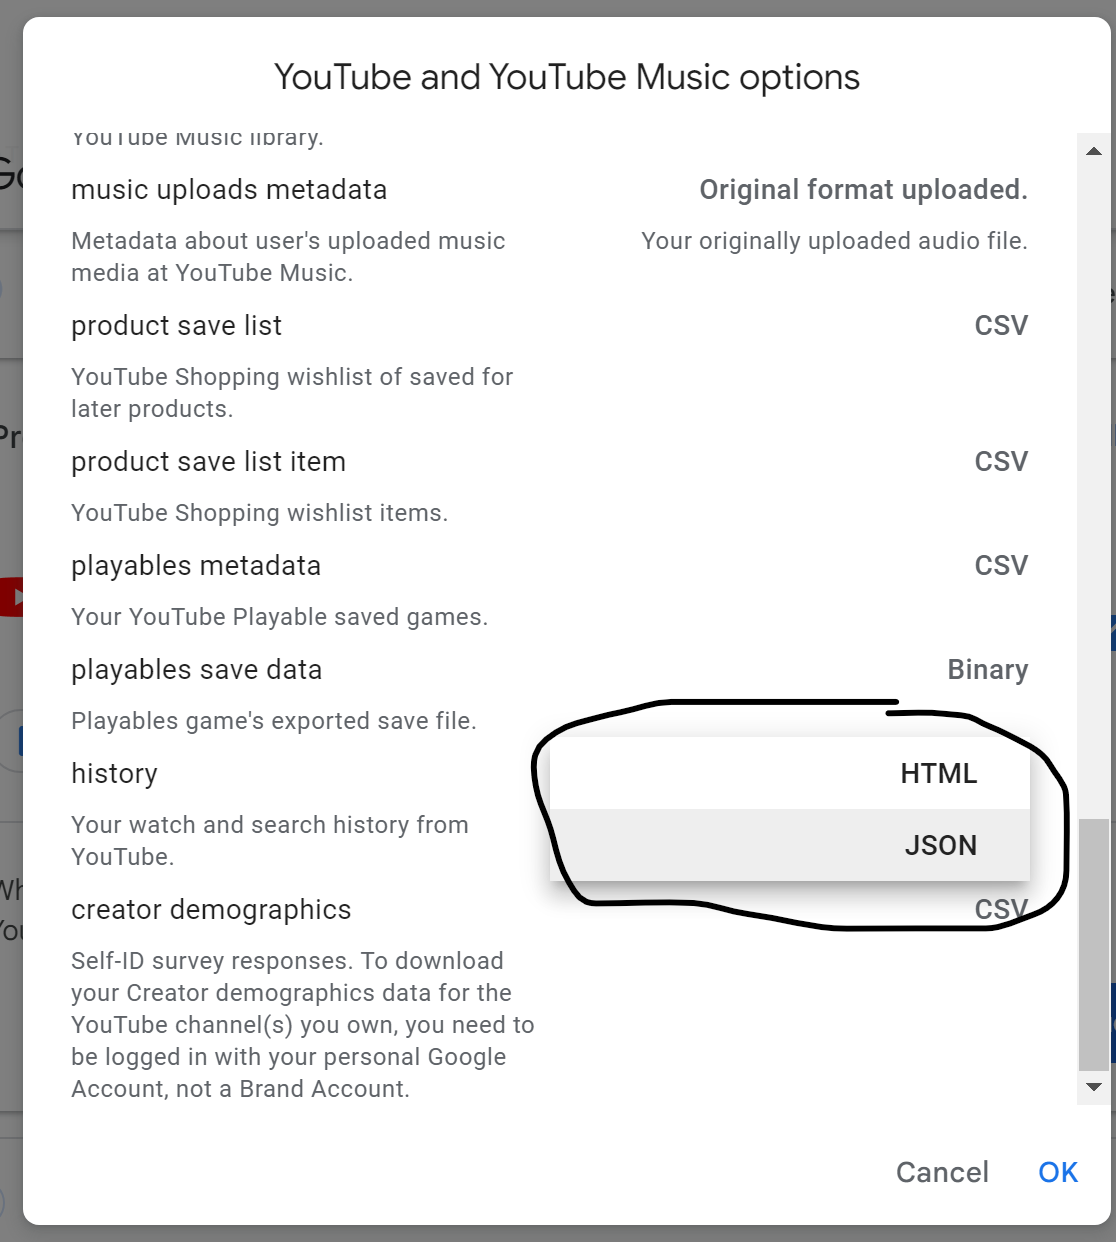 YouTube and YouTube Music options
YouTube Music library.
music uploads metadata
Original format uploaded.
Metadata about user's uploaded music
media at YouTube Music.
Your originally uploaded audio file.
product save list
CSV
YouTube Shopping wishlist of saved for
later products.
product save list item
CSV
YouTube Shopping wishlist items.
playables metadata
CSV
Your YouTube Playable saved games.
playables save data
Binary
Playables game's exported save file.
history
HTML
Your watch and search history from
YouTube.
JSON
creator demographics
CSV
Self-ID survey responses. To download
your Creator demographics data for the
YouTube channel(s) you own, you need to
be logged in with your personal Google
Account, not a Brand Account.
Cancel
OK